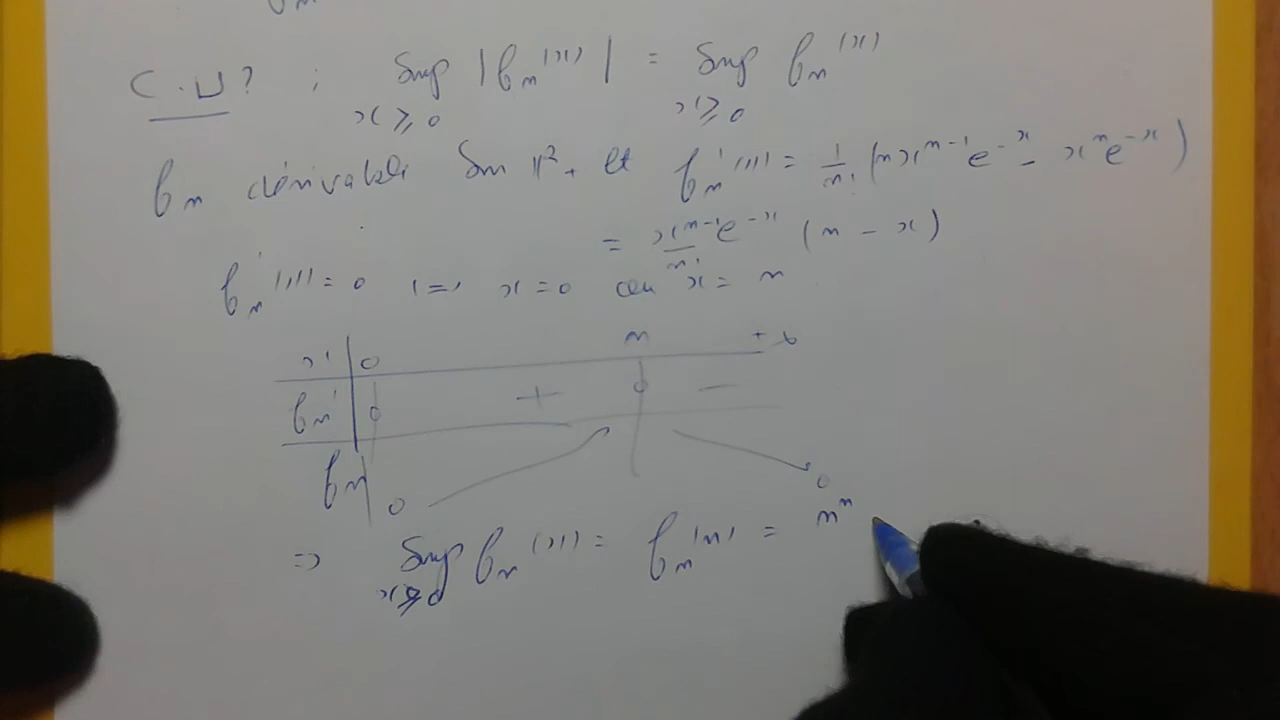 C.U? ; Sup x ≥ 0 |fn(x)| = Sup x ≥ 0 fn(x)
fn dérivable sur IR+ et fn'(x) = 1/n! (n x^n-1 e^-x - x^n e^-x)
= x^n-1 e^-x / n! (n - x)
fn'(x) = 0 <=> x = 0 ou x = n
x 0 n +∞
fn' 0 + 0 -
fn 0 0
=> Sup x ≥ 0 fn(x) = fn(n) = n^n